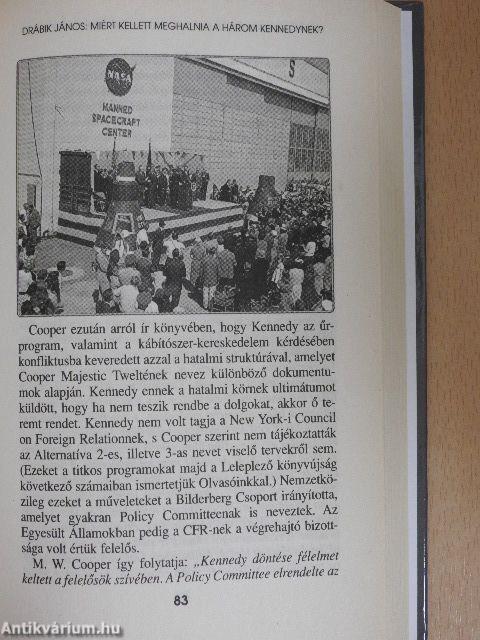 DRÁBIK JÁNOS: MIÉRT KELLETT MEGHALNIA A HÁROM KENNEDYNEK?
NASA
MANNED
SPACECRAFT
CENTER
S
Cooper ezután arról ír könyvében, hogy Kennedy az űr-
program, valamint a kábítószer-kereskedelem kérdésében
konfliktusba keveredett azzal a hatalmi struktúrával, amelyet
Cooper Majestic Tweltének nevez különböző dokumentu-
mok alapján. Kennedy ennek a hatalmi körnek ultimátumot
küldött, hogy ha nem teszik rendbe a dolgokat, akkor ő te-
remt rendet. Kennedy nem volt tagja a New York-i Council
on Foreign Relationnek, s Cooper szerint nem tájékoztatták
az Alternatíva 2-es, illetve 3-as nevet viselő tervekről sem.
(Ezeket a titkos programokat majd a Leleplező könyvújság
következő számaiban ismertetjük Olvasóinkkal.) Nemzetkö-
zileg ezeket a műveleteket a Bilderberg Csoport irányította,
amelyet gyakran Policy Committeenak is neveztek. Az
Egyesült Államokban pedig a CFR-nek a végrehajtó bizott-
sága volt értük felelős.
M. W. Cooper így folytatja: „Kennedy döntése félelmet
keltett a felelősök szívében. A Policy Committee elrendelte az
83
Antikvárium.hu